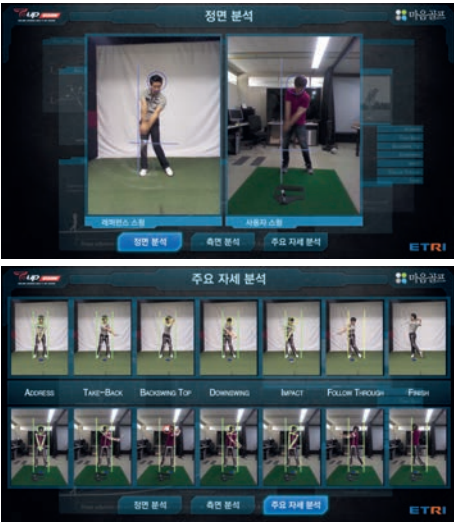 T-up
정면 분석
마음골프
레퍼런스 스윙
사용자 스윙
정면 분석
측면 분석
주요 자세 분석
ETRI
T-up
주요 자세 분석
마음골프
ADDRESS
TAKE-BACK
BACKSWING TOP
DOWNSWING
IMPACT
FOLLOW THROUGH
FINISH
정면 분석
측면 분석
주요 자세 분석
ETRI